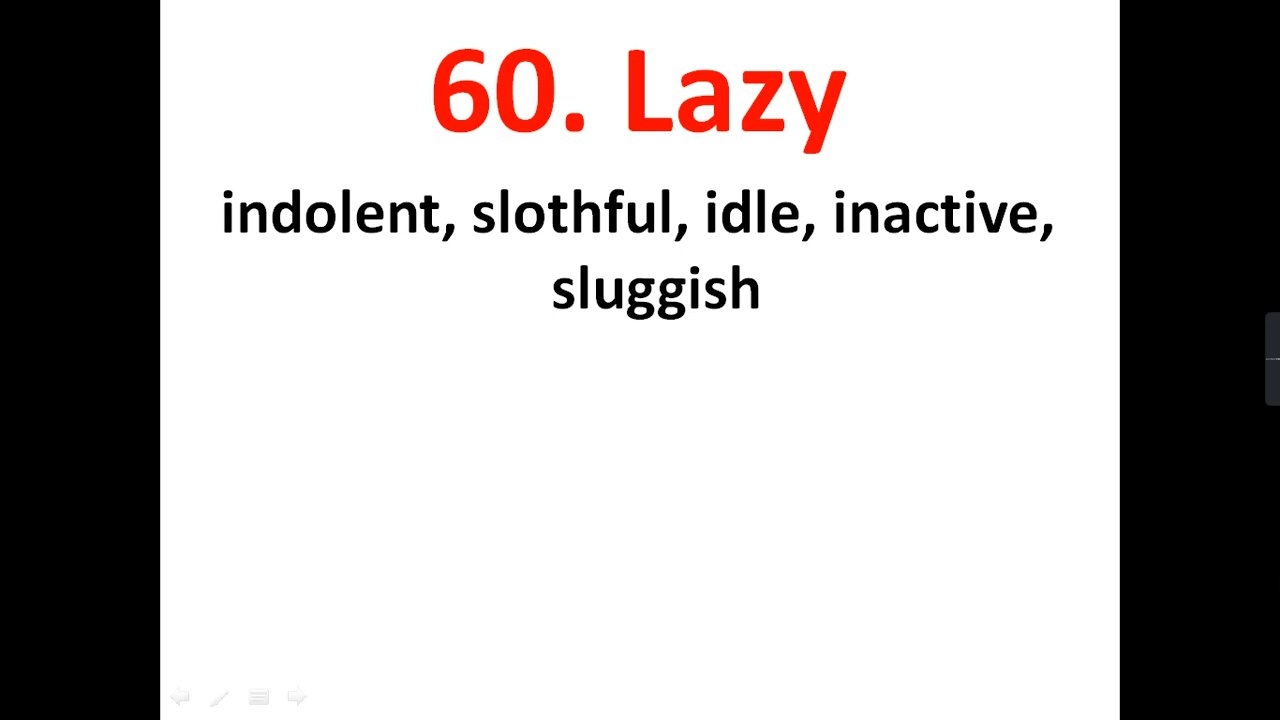 60. Lazy
indolent, slothful, idle, inactive,
sluggish